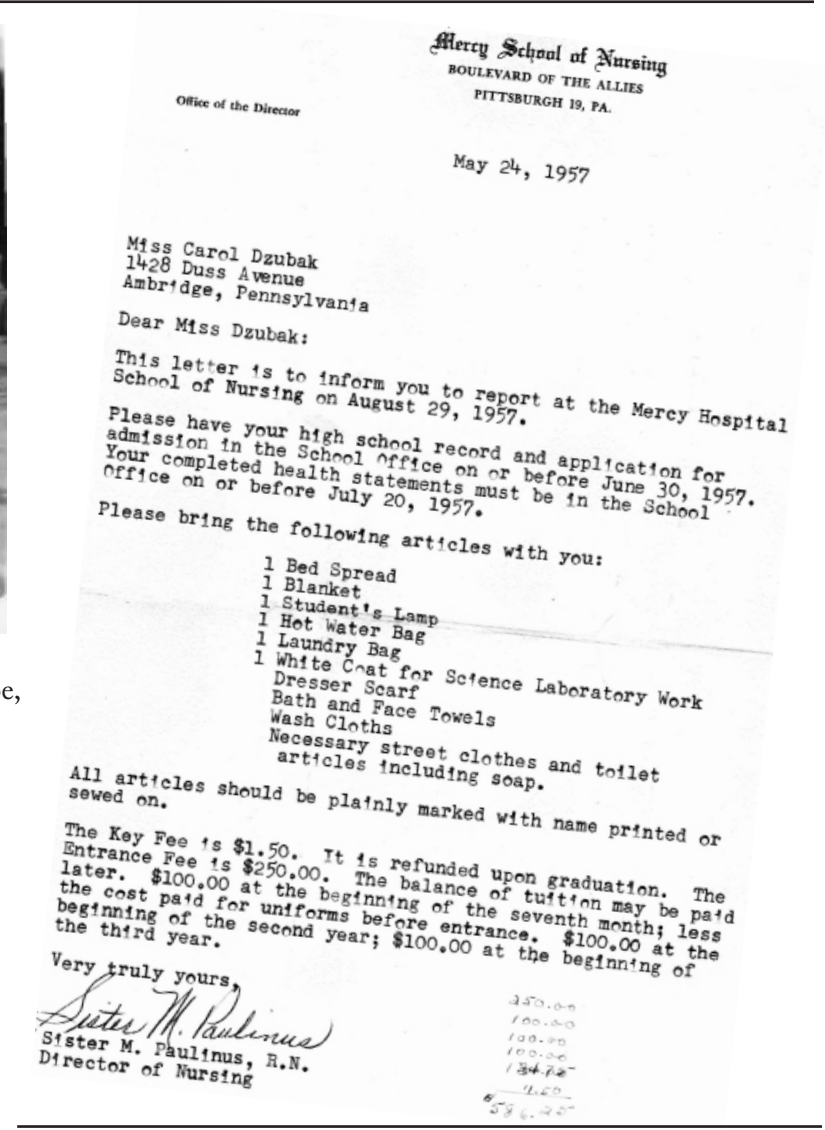 Mercy School of Nursing
BOULEVARD OF THE ALLIES
PITTSBURGH 19, PA.
Office of the Director
May 24, 1957
Miss Carol Dzubak
1428 Duss Avenue
Ambridge, Pennsylvania
Dear Miss Dzubak:
This letter is to inform you to report at the Mercy Hospital
School of Nursing on August 29, 1957.
Please have your high school record and application for
admission in the School office on or before June 30, 1957.
Your completed health statements must be in the School
office on or before July 20, 1957.
Please bring the following articles with you:
1 Bed Spread
1 Blanket
1 Student's Lamp
1 Hot Water Bag
1 Laundry Bag
1 White Coat for Science Laboratory Work
Dresser Scarf
Bath and Face Towels
Wash Cloths
Necessary street clothes and toilet
articles including soap.
All articles should be plainly marked with name printed or
sewed on.
The Key Fee is $1.50. It is refunded upon graduation. The
Entrance Fee is $250.00. The balance of tuition may be paid
later. $100.00 at the beginning of the seventh month; less
the cost paid for uniforms before entrance. $100.00 at the
beginning of the second year; $100.00 at the beginning of
the third year.
Very truly yours,
Sister M. Paulinus
Sister M. Paulinus, R.N.
Director of Nursing
250.00
100.00
100.00
100.00
1.50
$586.25